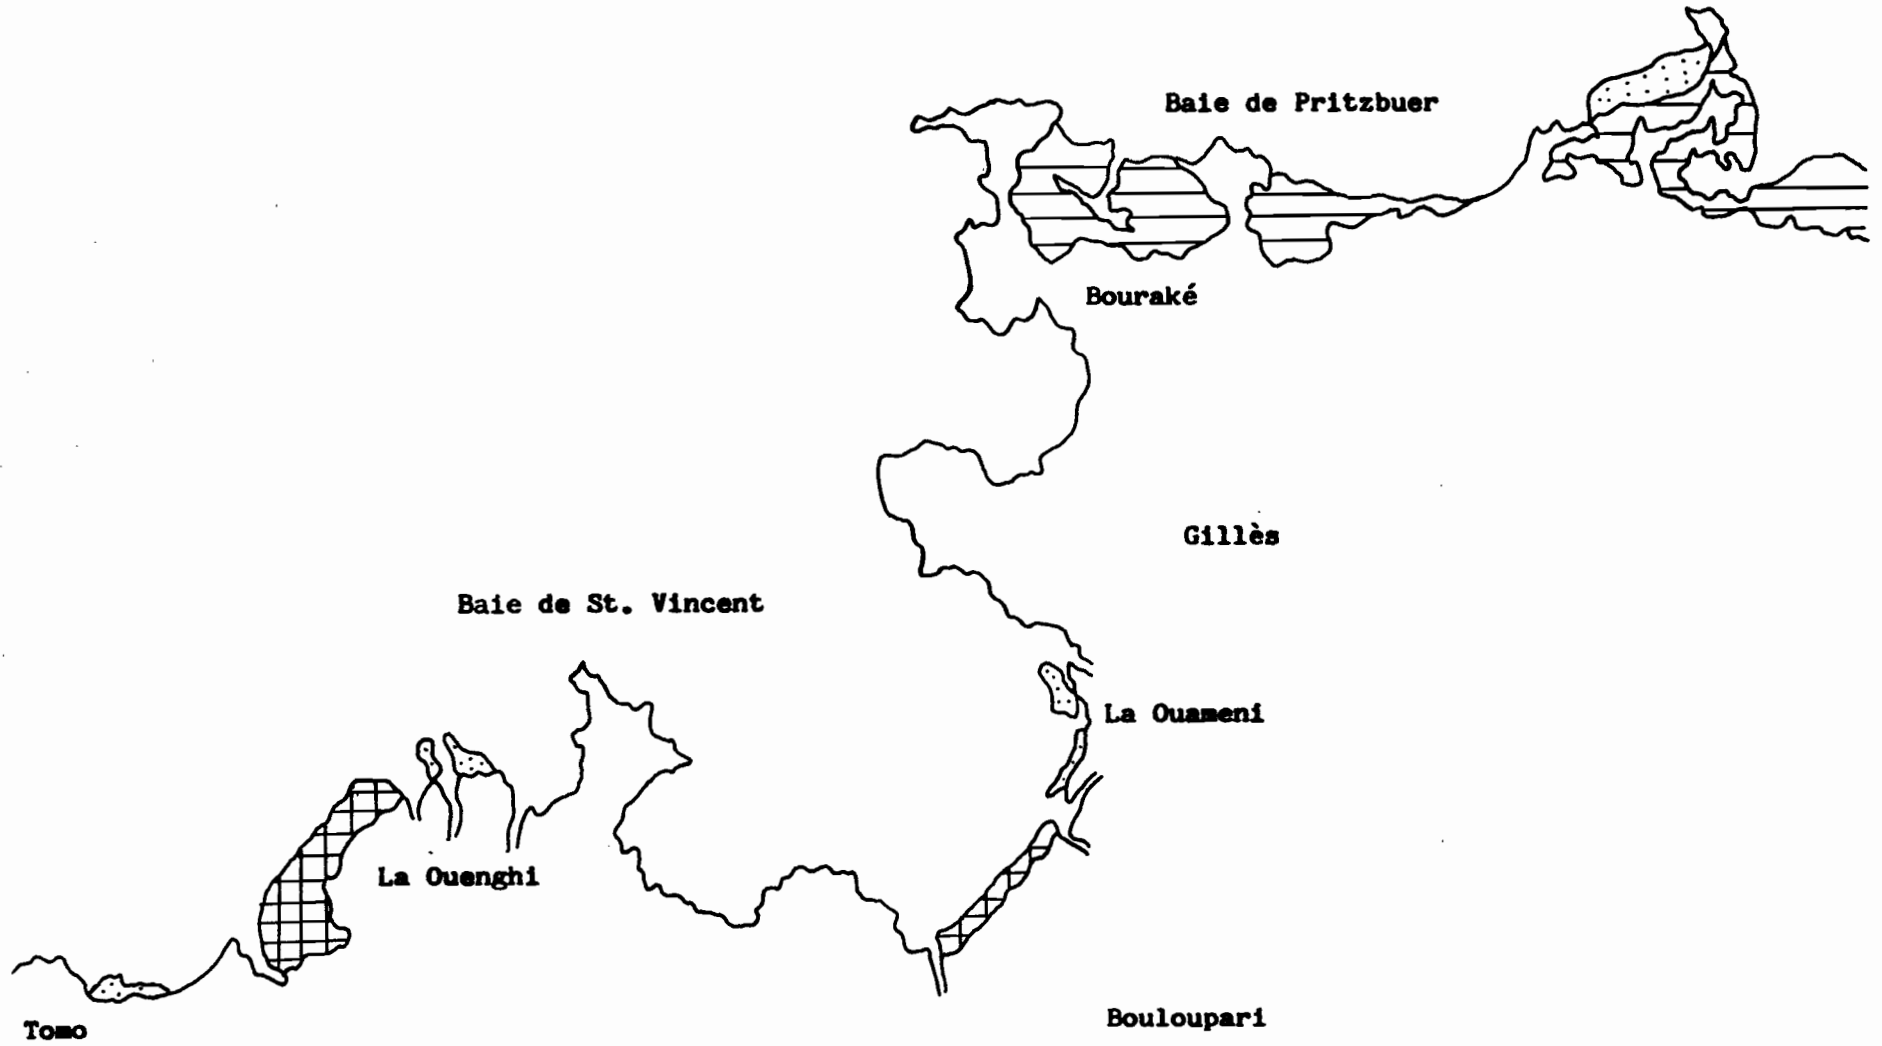 Baie de Pritzbuer
Bouraké
Gillès
Baie de St. Vincent
La Ouameni
La Ouenghi
Bouloupari
Tomo